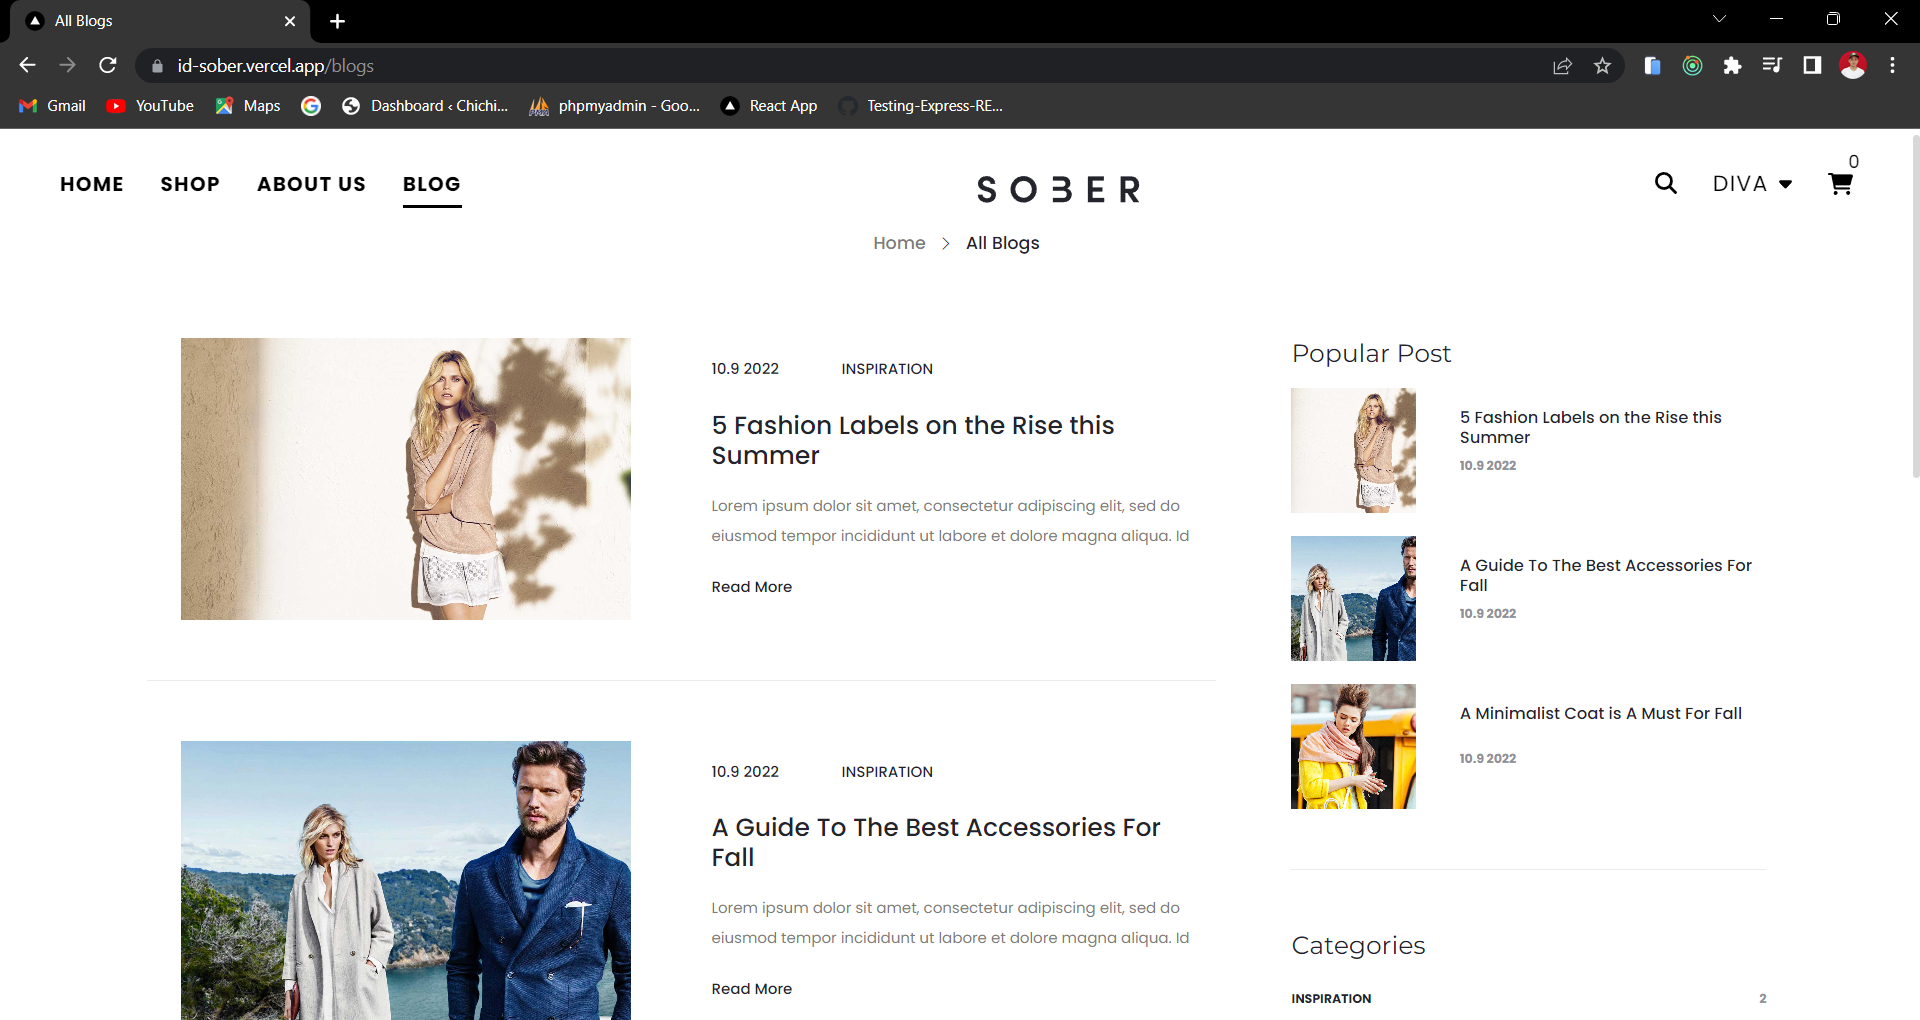 All Blogs
id-sober.vercel.app/blogs
Gmail
YouTube
Maps
Dashboard ‹ Chichi...
phpmyadmin - Goo...
React App
Testing-Express-RE...
HOME
SHOP
ABOUT US
BLOG
SOBER
DIVA
0
Home > All Blogs
10.9 2022
INSPIRATION
5 Fashion Labels on the Rise this
Summer
Lorem ipsum dolor sit amet, consectetur adipiscing elit, sed do
eiusmod tempor incididunt ut labore et dolore magna aliqua. Id
Read More
10.9 2022
INSPIRATION
A Guide To The Best Accessories For
Fall
Lorem ipsum dolor sit amet, consectetur adipiscing elit, sed do
eiusmod tempor incididunt ut labore et dolore magna aliqua. Id
Read More
Popular Post
5 Fashion Labels on the Rise this
Summer
10.9 2022
A Guide To The Best Accessories For
Fall
10.9 2022
A Minimalist Coat is A Must For Fall
10.9 2022
Categories
INSPIRATION
2